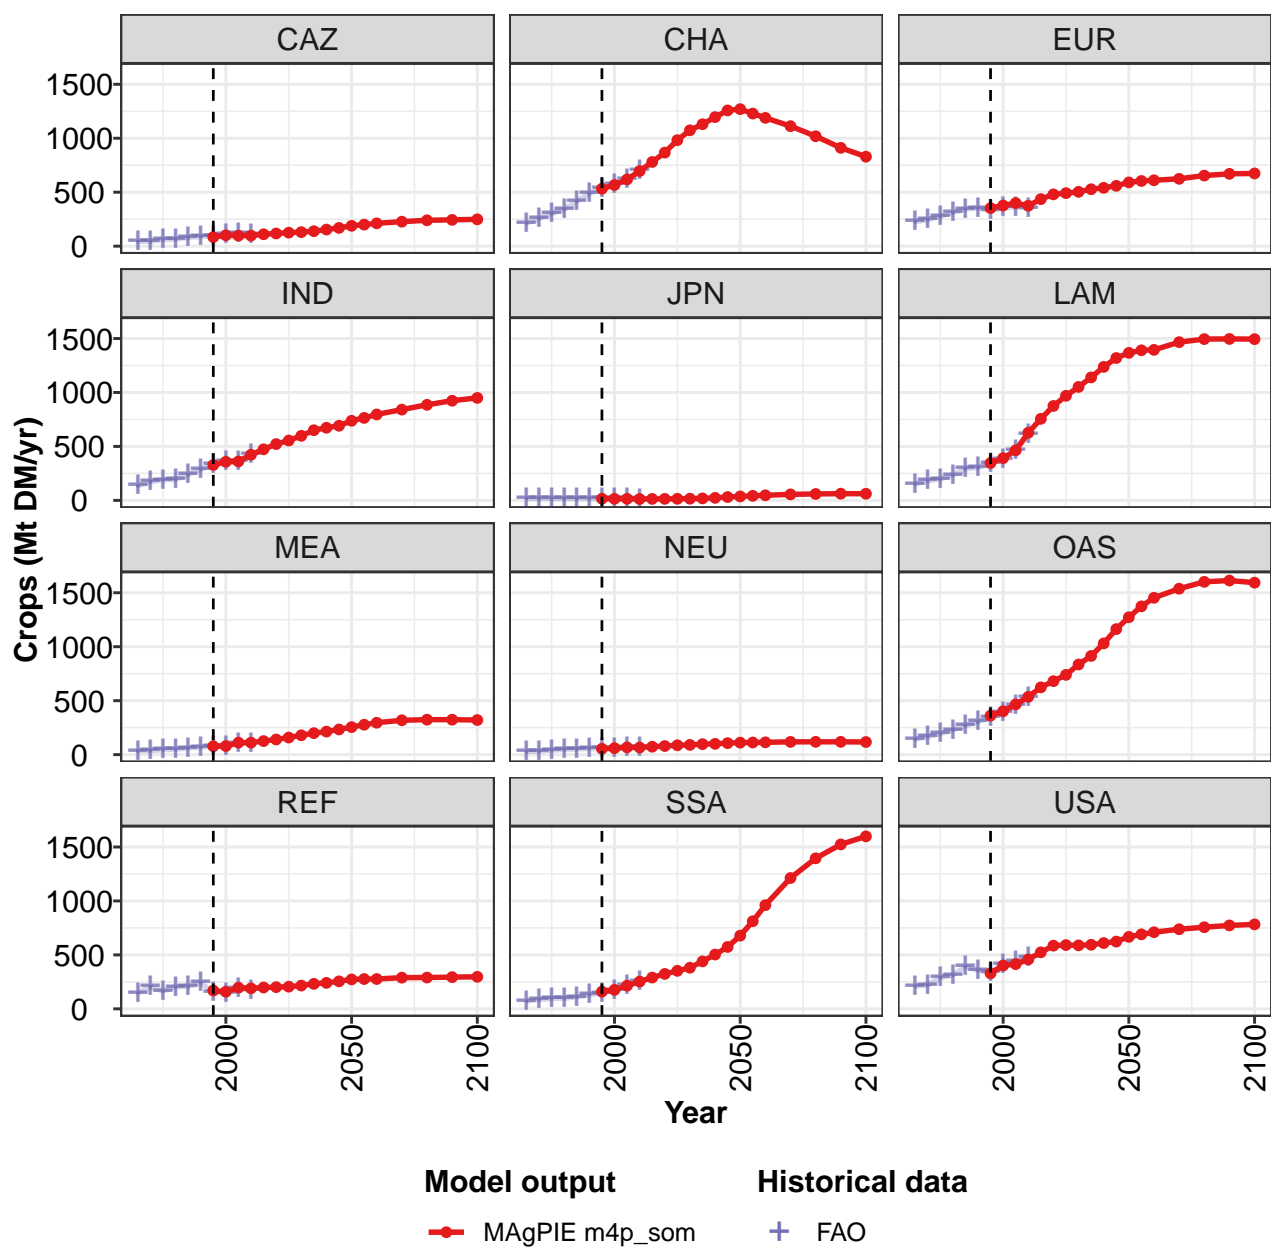 CAZ CHA EUR
1500
1000
500
0
IND JPN LAM
1500
1000
500
0
MEA NEU OAS
1500
1000
500
0
REF SSA USA
1500
1000
500
0
Crops (Mt DM/yr)
2000 2050 2100 2000 2050 2100 2000 2050 2100
Year
Model output Historical data
MAgPIE m4p_som FAO